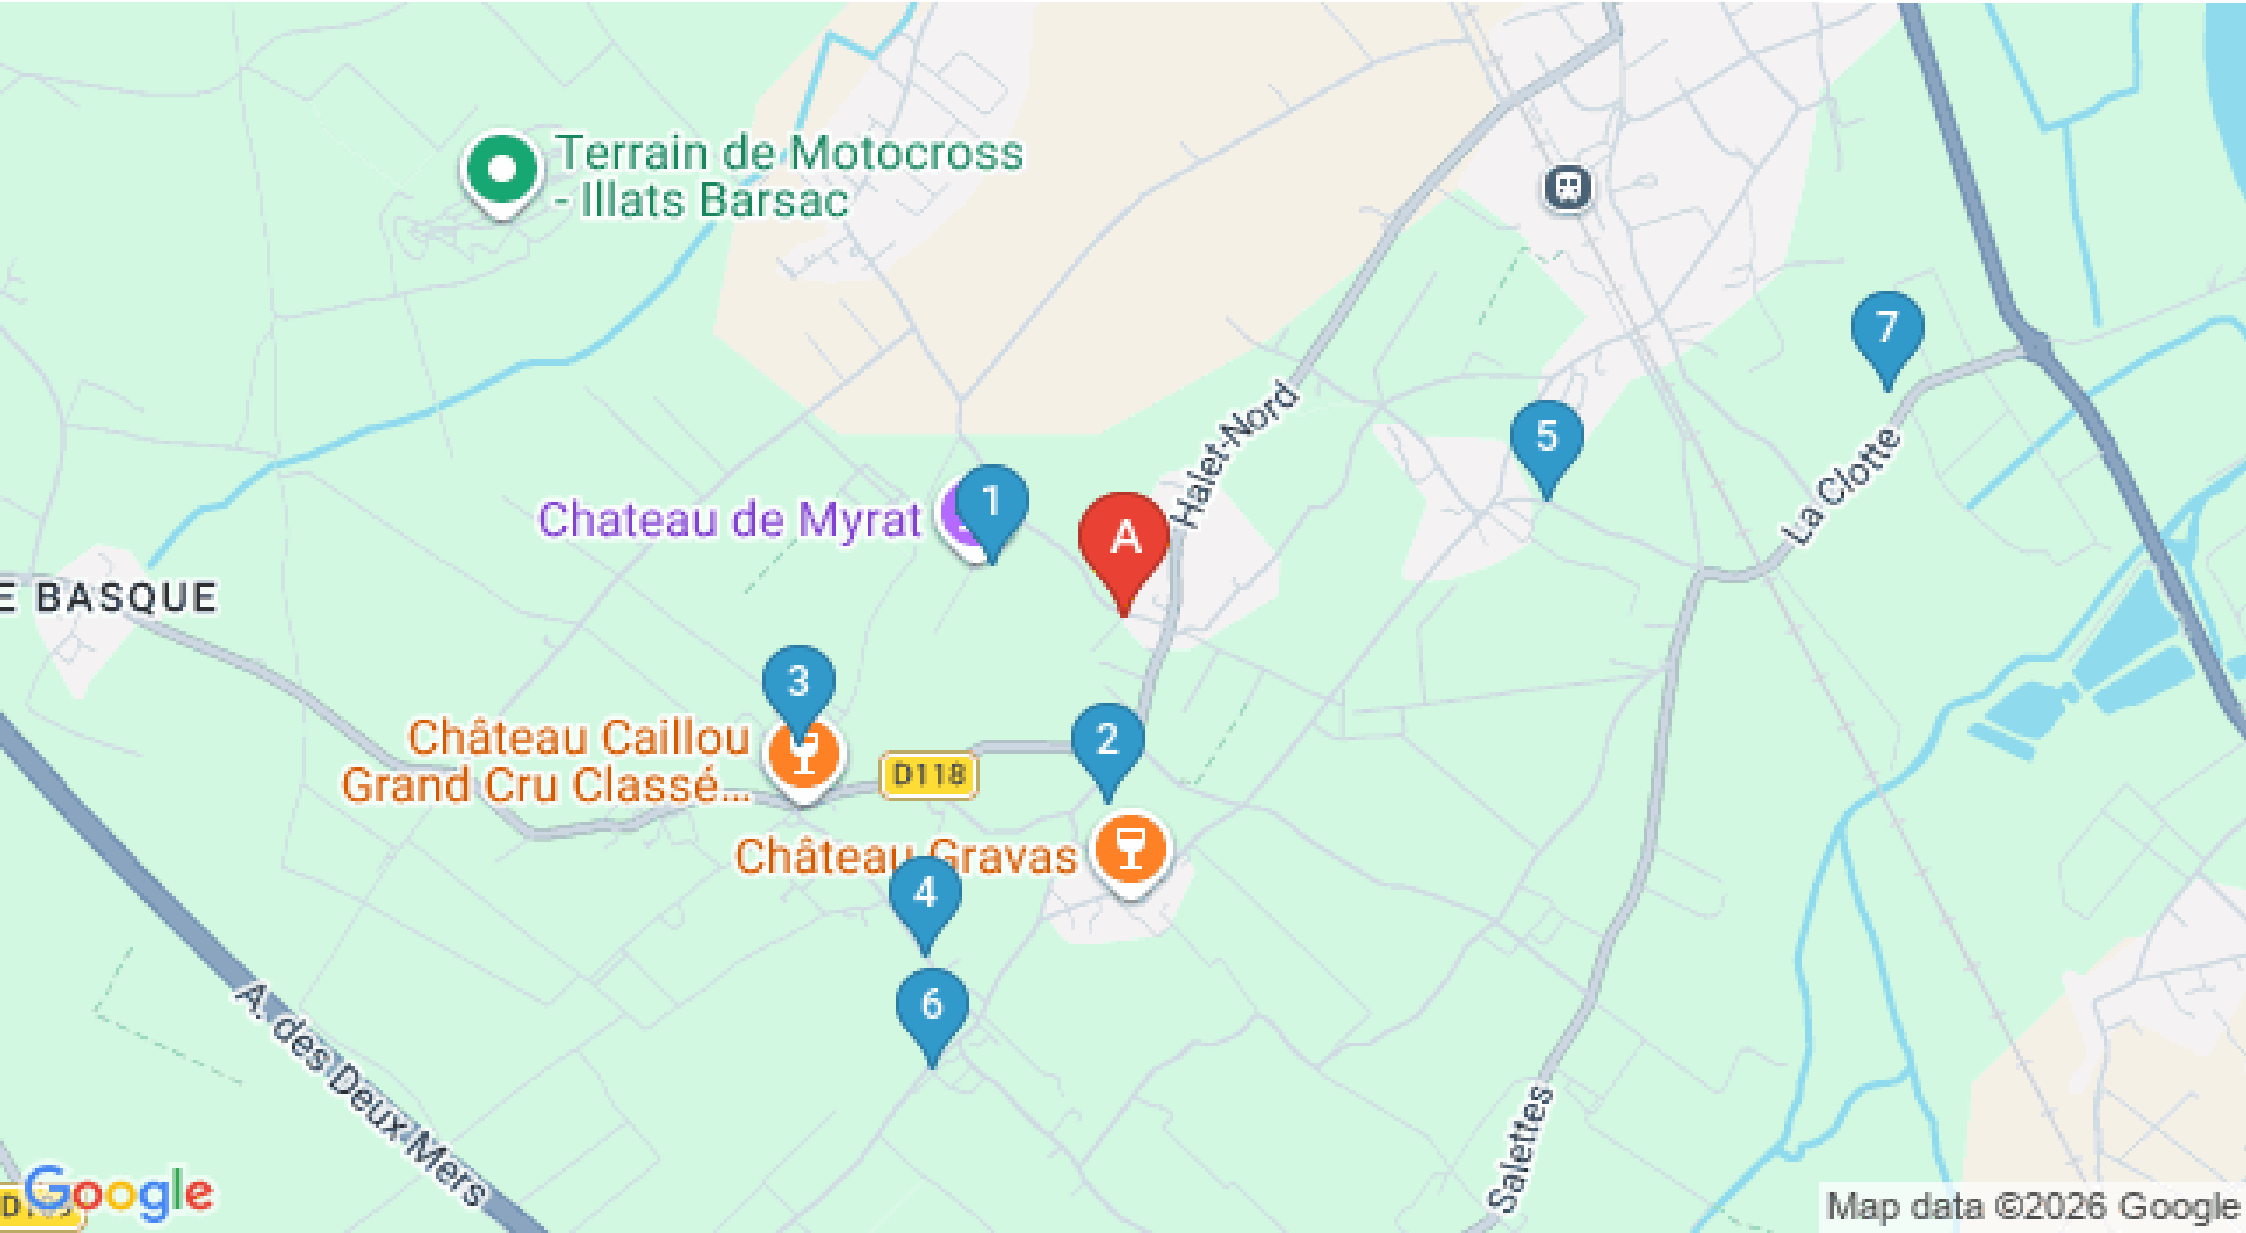 Terrain de Motocross
- Illats Barsac
7
Halet-Nord
5
La Clotte
1
Chateau de Myrat
A
E BASQUE
3
2
Château Caillou
Grand Cru Classé...
D118
Château Gravas
4
6
A. des Deux Mers
Salettes
Google
Map data ©2026 Google